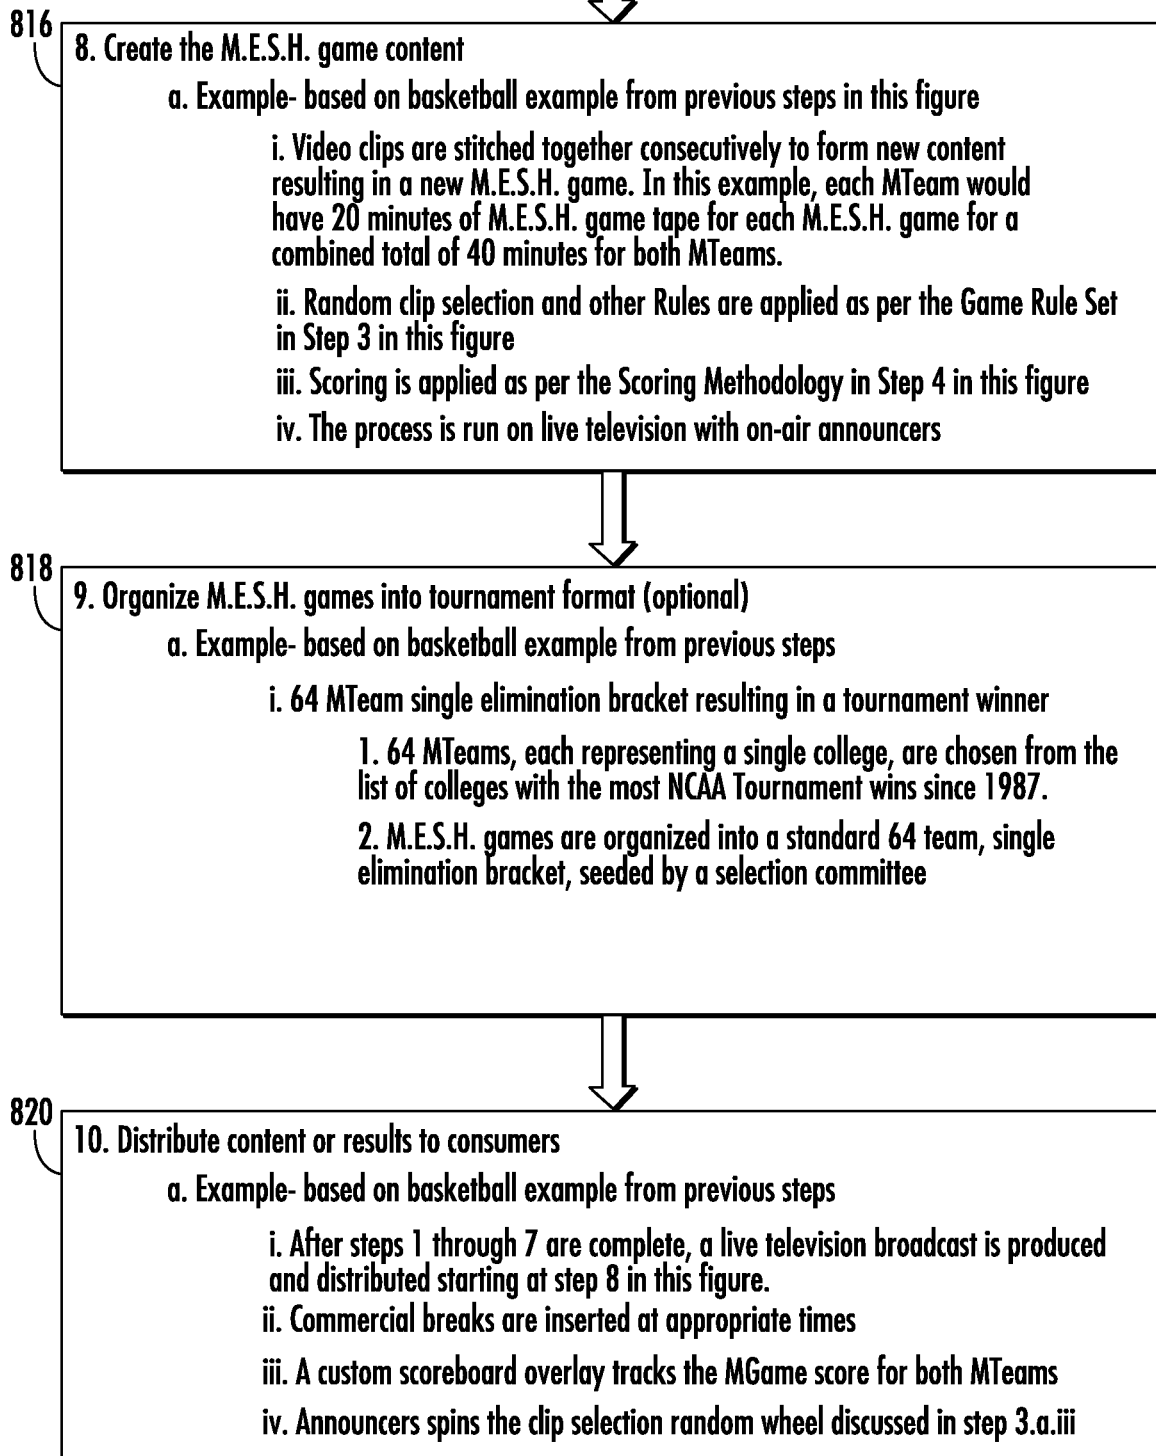 816
8. Create the M.E.S.H. game content
a. Example- based on basketball example from previous steps in this figure
i. Video clips are stitched together consecutively to form new content
resulting in a new M.E.S.H. game. In this example, each MTeam would
have 20 minutes of M.E.S.H. game tape for each M.E.S.H. game for a
combined total of 40 minutes for both MTeams.
ii. Random clip selection and other Rules are applied as per the Game Rule Set
in Step 3 in this figure
iii. Scoring is applied as per the Scoring Methodology in Step 4 in this figure
iv. The process is run on live television with on-air announcers
818
9. Organize M.E.S.H. games into tournament format (optional)
a. Example- based on basketball example from previous steps
i. 64 MTeam single elimination bracket resulting in a tournament winner
1. 64 MTeams, each representing a single college, are chosen from the
list of colleges with the most NCAA Tournament wins since 1987.
2. M.E.S.H. games are organized into a standard 64 team, single
elimination bracket, seeded by a selection committee
820
10. Distribute content or results to consumers
a. Example- based on basketball example from previous steps
i. After steps 1 through 7 are complete, a live television broadcast is produced
and distributed starting at step 8 in this figure.
ii. Commercial breaks are inserted at appropriate times
iii. A custom scoreboard overlay tracks the MGame score for both MTeams
iv. Announcers spins the clip selection random wheel discussed in step 3.a.iii